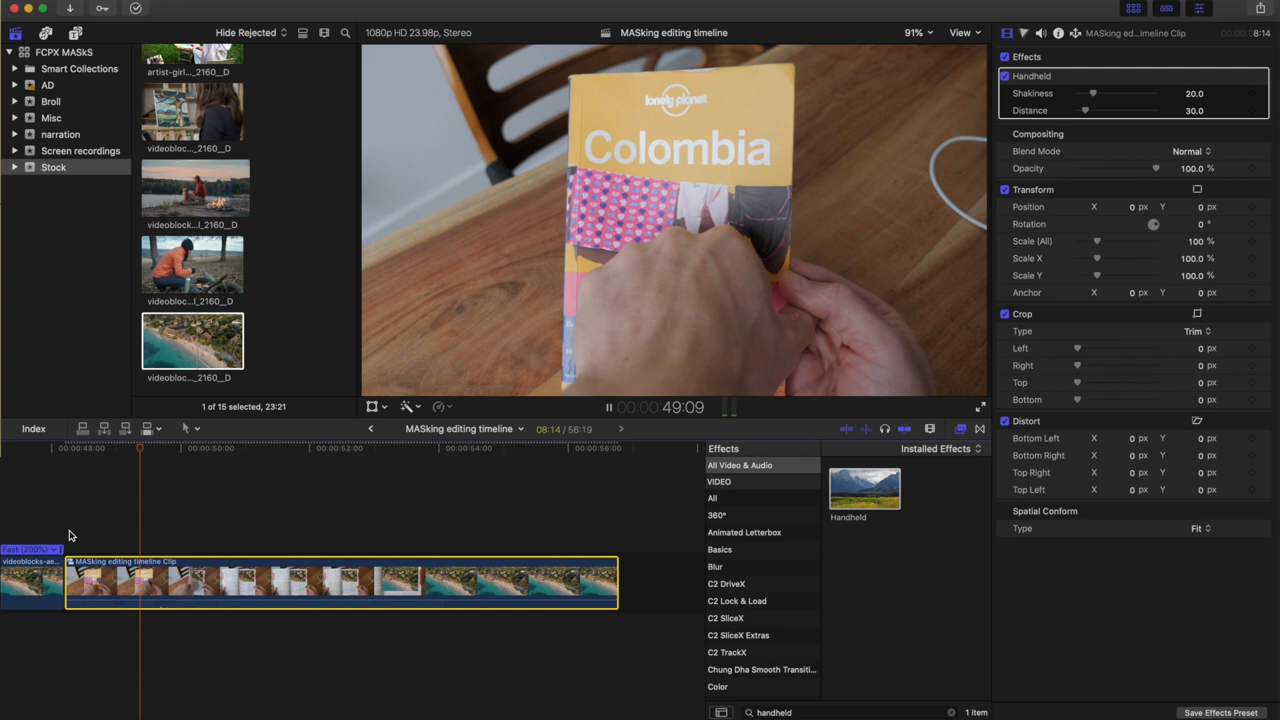 Hide Rejected
1080p HD 23.98p, Stereo
MASking editing timeline
91%
View
MASking ed...imeline Clip
8:14
FCPX MASkS
Smart Collections
AD
Broll
Misc
narration
Screen recordings
Stock
artist-girl..._2160__D
videobloc..._2160__D
videoblock...l_2160__D
videobloc...l_2160__D
videobloc..._2160__D
1 of 15 selected, 23:21
lonely planet
Colombia
00:00:00:49:09
Effects
Handheld
Shakiness
20.0
Distance
30.0
Compositing
Blend Mode
Normal
Opacity
100.0 %
Transform
Position
X
0 px
Y
0 px
Rotation
0 °
Scale (All)
100 %
Scale X
100.0 %
Scale Y
100.0 %
Anchor
X
0 px
Y
0 px
Crop
Type
Trim
Left
0 px
Right
0 px
Top
0 px
Bottom
0 px
Distort
Bottom Left
X
0 px
Y
0 px
Bottom Right
X
0 px
Y
0 px
Top Right
X
0 px
Y
0 px
Top Left
X
0 px
Y
0 px
Spatial Conform
Type
Fit
Save Effects Preset
Index
MASking editing timeline
08:14 / 56:19
00:00:48:00
00:00:50:00
00:00:52:00
00:00:54:00
00:00:56:00
Fast (200%)
videoblocks-ae...
MASking editing timeline Clip
Effects
Installed Effects
All Video & Audio
VIDEO
All
360°
Animated Letterbox
Basics
Blur
C2 DriveX
C2 Lock & Load
C2 SliceX
C2 SliceX Extras
C2 TrackX
Chung Dha Smooth Transiti...
Color
Handheld
handheld
1 item